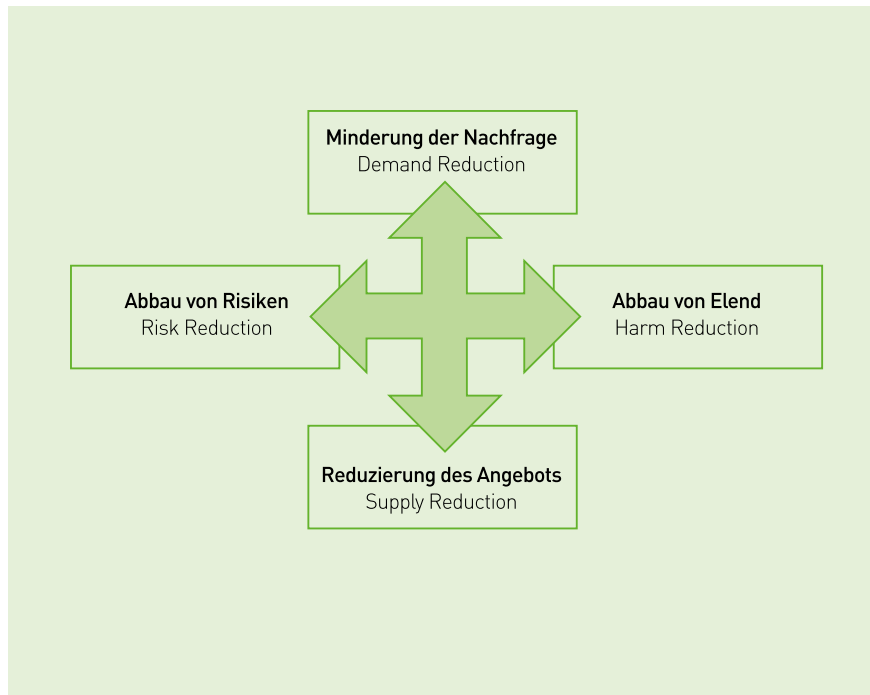 Minderung der Nachfrage
Demand Reduction
Abbau von Risiken
Risk Reduction
Abbau von Elend
Harm Reduction
Reduzierung des Angebots
Supply Reduction